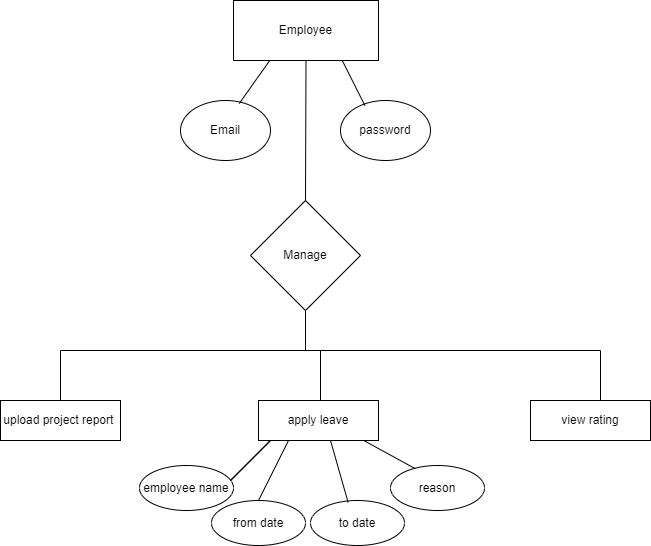 Employee
Email
password
Manage
upload project report
apply leave
view rating
employee name
reason
from date
to date